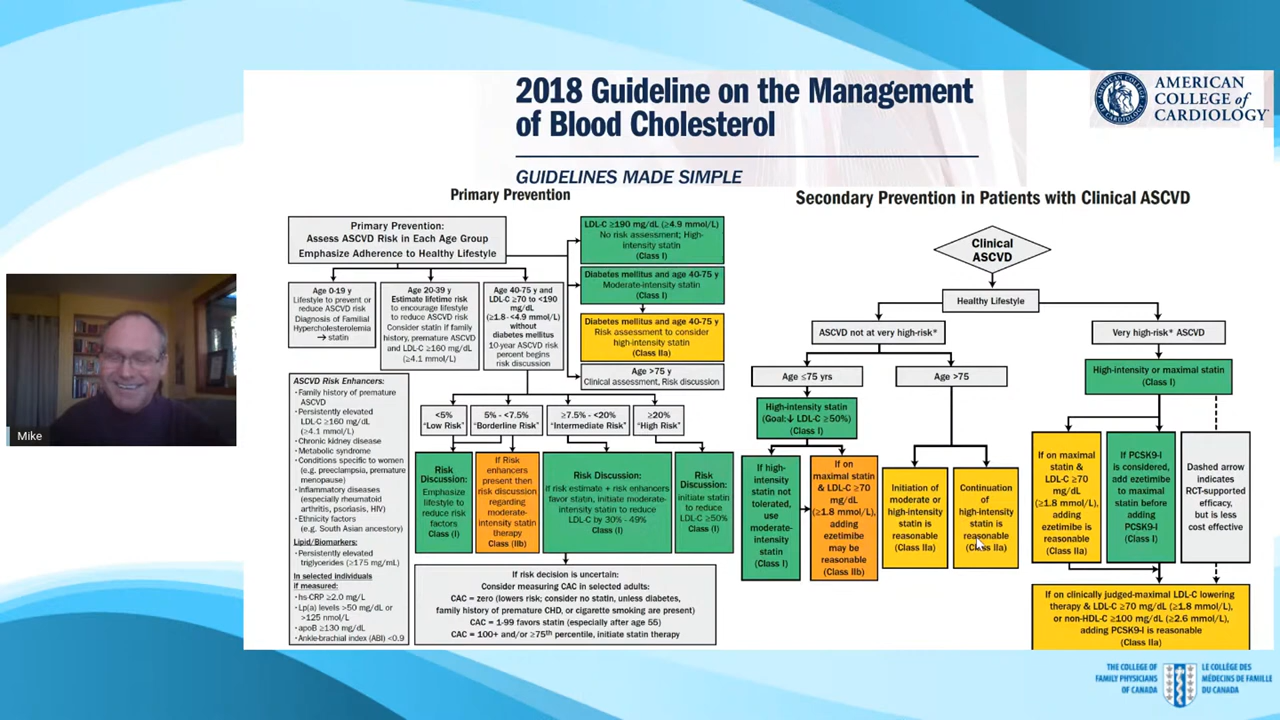 2018 Guideline on the Management
of Blood Cholesterol
GUIDELINES MADE SIMPLE
AMERICAN
COLLEGE of
CARDIOLOGY
Primary Prevention
Primary Prevention:
Assess ASCVD Risk in Each Age Group
Emphasize Adherence to Healthy Lifestyle
Age 0-19 y
Lifestyle to prevent or
reduce ASCVD risk
Diagnosis of Familial
Hypercholesterolemia
→ statin
Age 20-39 y
Estimate lifetime risk
to encourage lifestyle
to reduce ASCVD risk
Consider statin if family
history, premature ASCVD
and LDL-C ≥160 mg/dL
(≥4.1 mmol/L)
Age 40-75 y and
LDL-C ≥70 to <190
mg/dL
(≥1.8-<4.9 mmol/L)
without
diabetes mellitus
10-year ASCVD risk
percent begins
risk discussion
LDL-C ≥190 mg/dL (≥4.9 mmol/L)
No risk assessment; High-
intensity statin
(Class I)
Diabetes mellitus and age 40-75 y
Moderate-intensity statin
(Class I)
Diabetes mellitus and age 40-75 y
Risk assessment to consider
high-intensity statin
(Class IIa)
Age >75 y
Clinical assessment, Risk discussion
ASCVD Risk Enhancers:
• Family history of premature
ASCVD
• Persistently elevated
LDL-C ≥160 mg/dL
(≥4.1 mmol/L)
• Chronic kidney disease
• Metabolic syndrome
• Conditions specific to women
(e.g. preeclampsia, premature
menopause)
• Inflammatory diseases
(especially rheumatoid
arthritis, psoriasis, HIV)
• Ethnicity factors
(e.g. South Asian ancestory)
Lipid/Biomarkers:
• Persistently elevated
triglycerides (≥175 mg/mL)
In selected individuals
if measured:
• hs-CRP ≥2.0 mg/L
• Lp(a) levels >50 mg/dL or
>125 nmol/L
• apoB ≥130 mg/dL
• Ankle-brachial index (ABI) <0.9
<5%
"Low Risk"
5% - <7.5%
"Borderline Risk"
≥7.5% - <20%
"Intermediate Risk"
≥20%
"High Risk"
Risk
Discussion:
Emphasize
lifestyle to
reduce risk
factors
(Class I)
If Risk
enhancers
present then
risk discussion
regarding
moderate-
intensity statin
therapy
Class (IIb)
Risk Discussion:
If risk estimate + risk enhancers
favor statin, initiate moderate-
intensity statin to reduce
LDL-C by 30% - 49%
(Class I)
Risk
Discussion:
initiate statin
to reduce
LDL-C ≥50%
(Class I)
If risk decision is uncertain:
Consider measuring CAC in selected adults:
CAC = zero (lowers risk; consider no statin, unless diabetes,
family history of premature CHD, or cigarette smoking are present)
CAC = 1-99 favors statin (especially after age 55)
CAC = 100+ and/or ≥75th percentile, initiate statin therapy
Secondary Prevention in Patients with Clinical ASCVD
Clinical
ASCVD
Healthy Lifestyle
ASCVD not at very high-risk*
Very high-risk* ASCVD
Age ≤75 yrs
Age >75
High-intensity or maximal statin
(Class I)
High-intensity statin
(Goal:↓ LDL-C ≥50%)
(Class I)
If high-
intensity
statin not
tolerated,
use
moderate-
intensity
statin
(Class I)
If on
maximal statin
& LDL-C ≥70
mg/dL
(≥1.8 mmol/L),
adding
ezetimibe
may be
reasonable
(Class IIb)
Initiation of
moderate or high-
intensity statin is
reasonable
(Class IIa)
Continuation
of
high-intensity
statin is
reasonable
(Class IIa)
If on maximal
statin &
LDL-C ≥70
mg/dL
(≥1.8 mmol/L),
adding
ezetimibe is
reasonable
(Class IIa)
If PCSK9-I is
considered,
add ezetimibe
to maximal
statin before
adding
PCSK9-I
(Class I)
Dashed arrow
indicates
RCT-supported
efficacy,
but is less
cost effective
If on clinically judged-maximal LDL-C lowering
therapy & LDL-C ≥70 mg/dL (≥1.8 mmol/L),
or non-HDL-C ≥100 mg/dL (≥2.6 mmol/L),
adding PCSK9-I is reasonable
(Class IIa)
Mike
THE COLLEGE OF
FAMILY PHYSICIANS
OF CANADA
LE COLLÈGE DES
MÉDECINS DE FAMILLE
DU CANADA